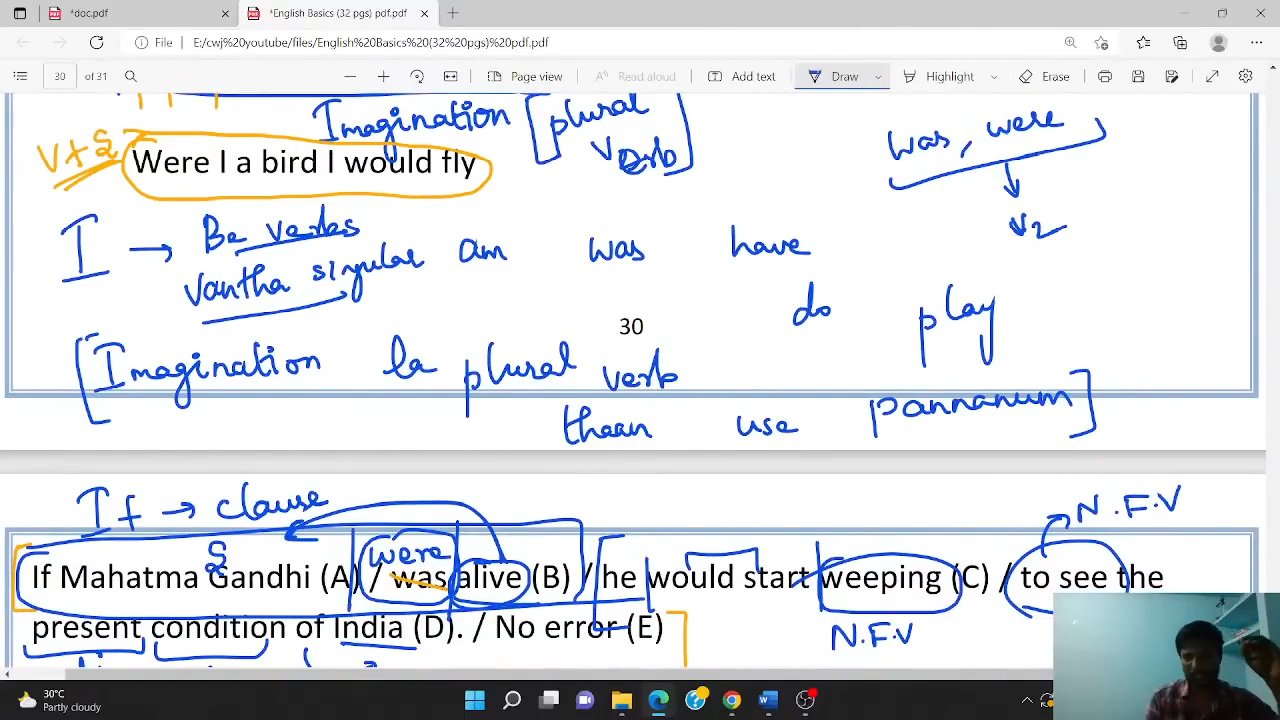 *doc.pdf
*English Basics (32 pgs) pdf.pdf
File E:/cwj%20youtube/files/English%20Basics%20(32%20pgs)%20pdf.pdf
30 of 31 Page view Read aloud Add text Draw Highlight Erase
Imagination [plural verb]
was, were
v2
V+S
Were I a bird I would fly
I → Be verbs am was have
Vantha singular
do play
30
[Imagination la plural verb
thaan use pannanum]
If → clause
N.F.V
S
were
If Mahatma Gandhi (A) / was alive (B) / he would start weeping (C) / to see the
present condition of India (D). / No error (E)
N.F.V
30°C
Partly cloudy